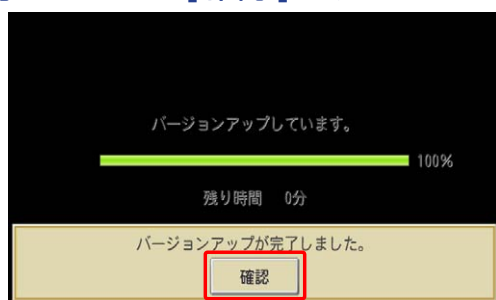 バージョンアップしています。
100%
残り時間 0分
バージョンアップが完了しました。
確認